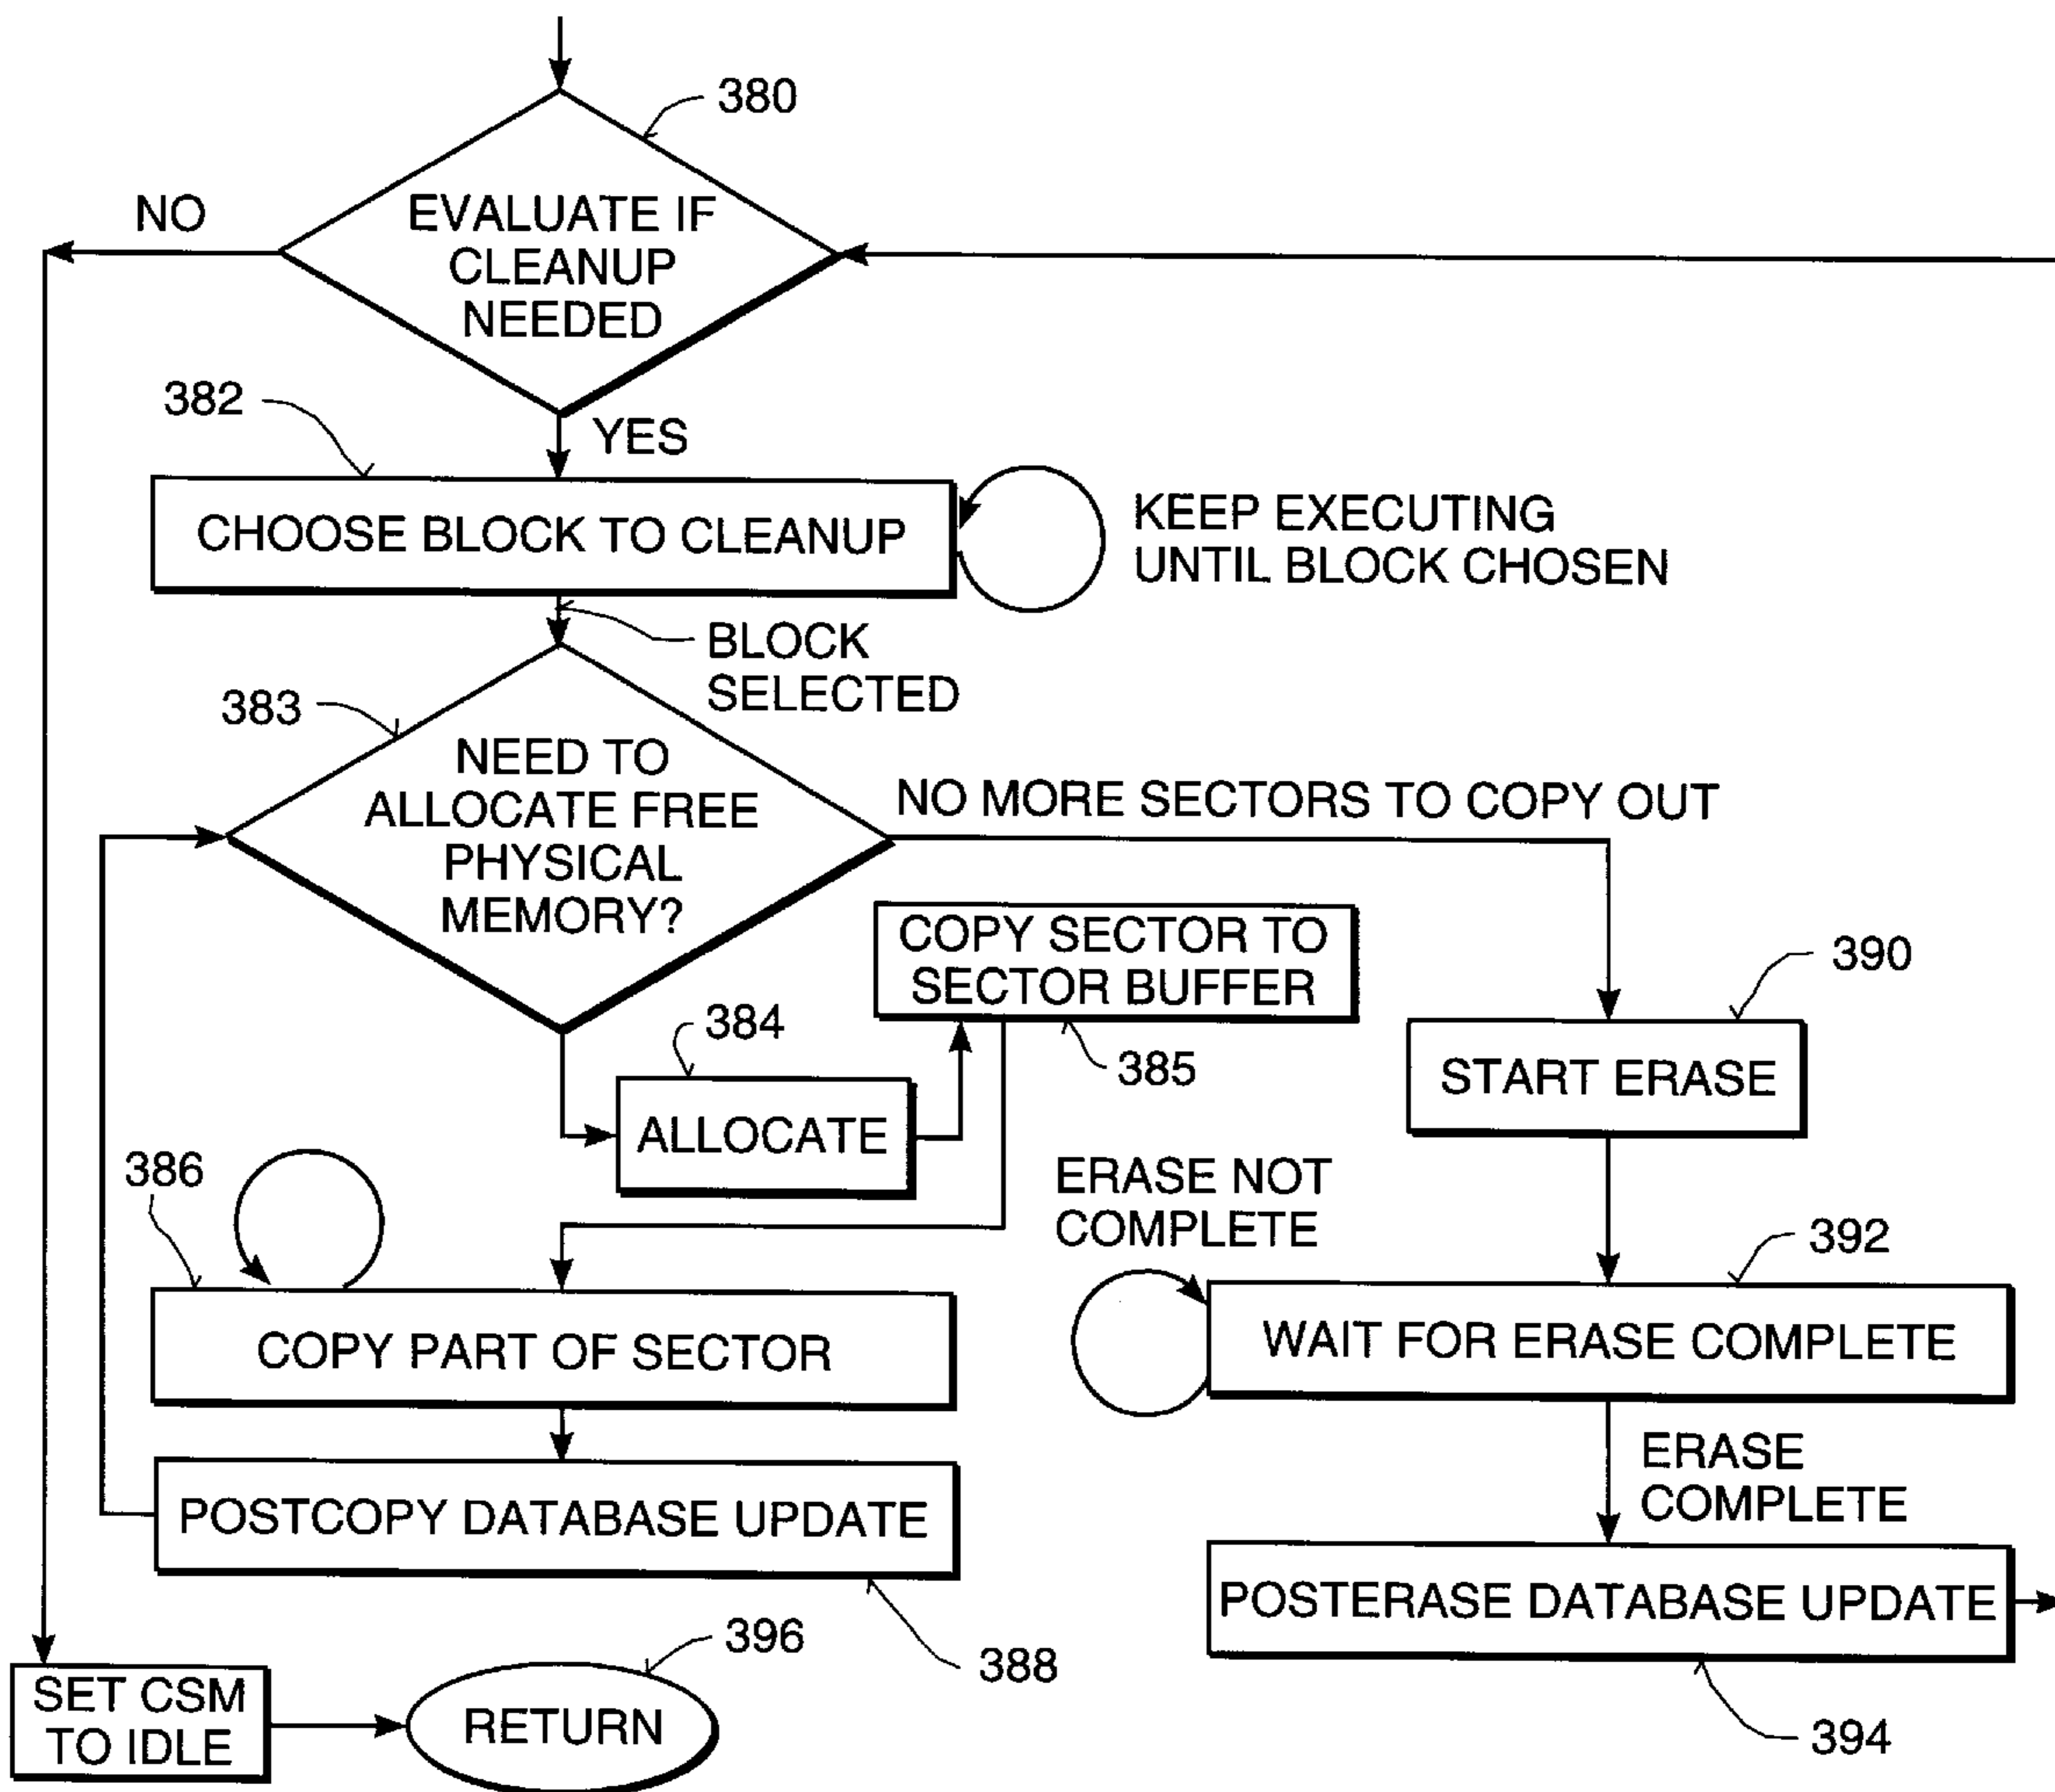 380
NO
EVALUATE IF
CLEANUP
NEEDED
382
YES
CHOOSE BLOCK TO CLEANUP
KEEP EXECUTING
UNTIL BLOCK CHOSEN
BLOCK
SELECTED
383
NEED TO
ALLOCATE FREE
PHYSICAL
MEMORY?
NO MORE SECTORS TO COPY OUT
COPY SECTOR TO
SECTOR BUFFER
390
384
385
START ERASE
ALLOCATE
386
ERASE NOT
COMPLETE
392
COPY PART OF SECTOR
WAIT FOR ERASE COMPLETE
ERASE
COMPLETE
POSTCOPY DATABASE UPDATE
POSTERASE DATABASE UPDATE
396
388
SET CSM
TO IDLE
RETURN
394